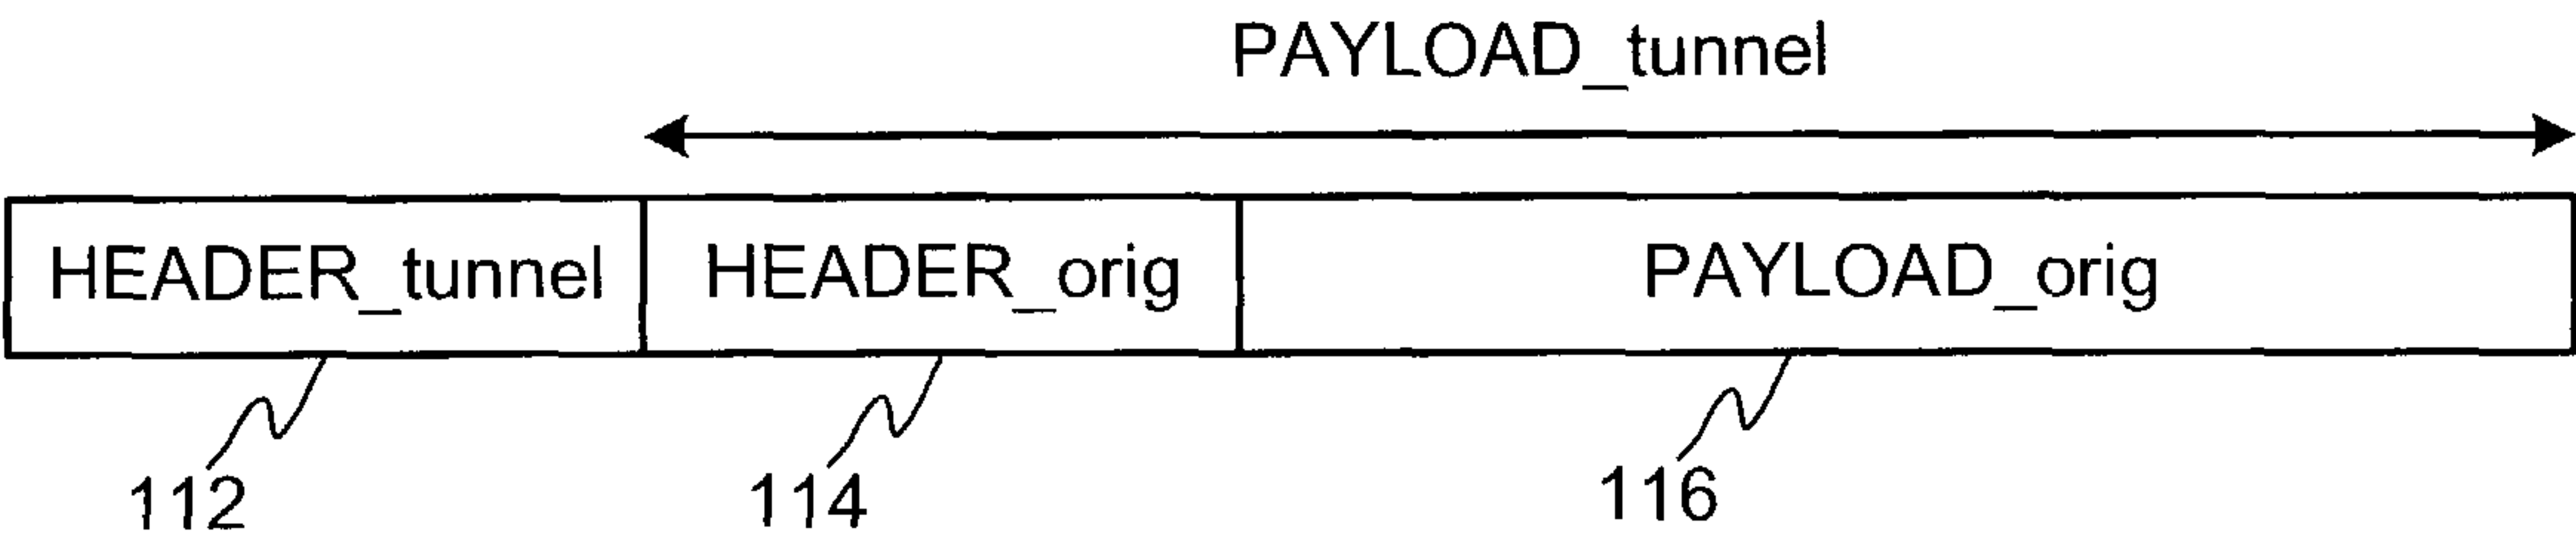 PAYLOAD_tunnel
HEADER_tunnel HEADER_orig PAYLOAD_orig
112 114 116